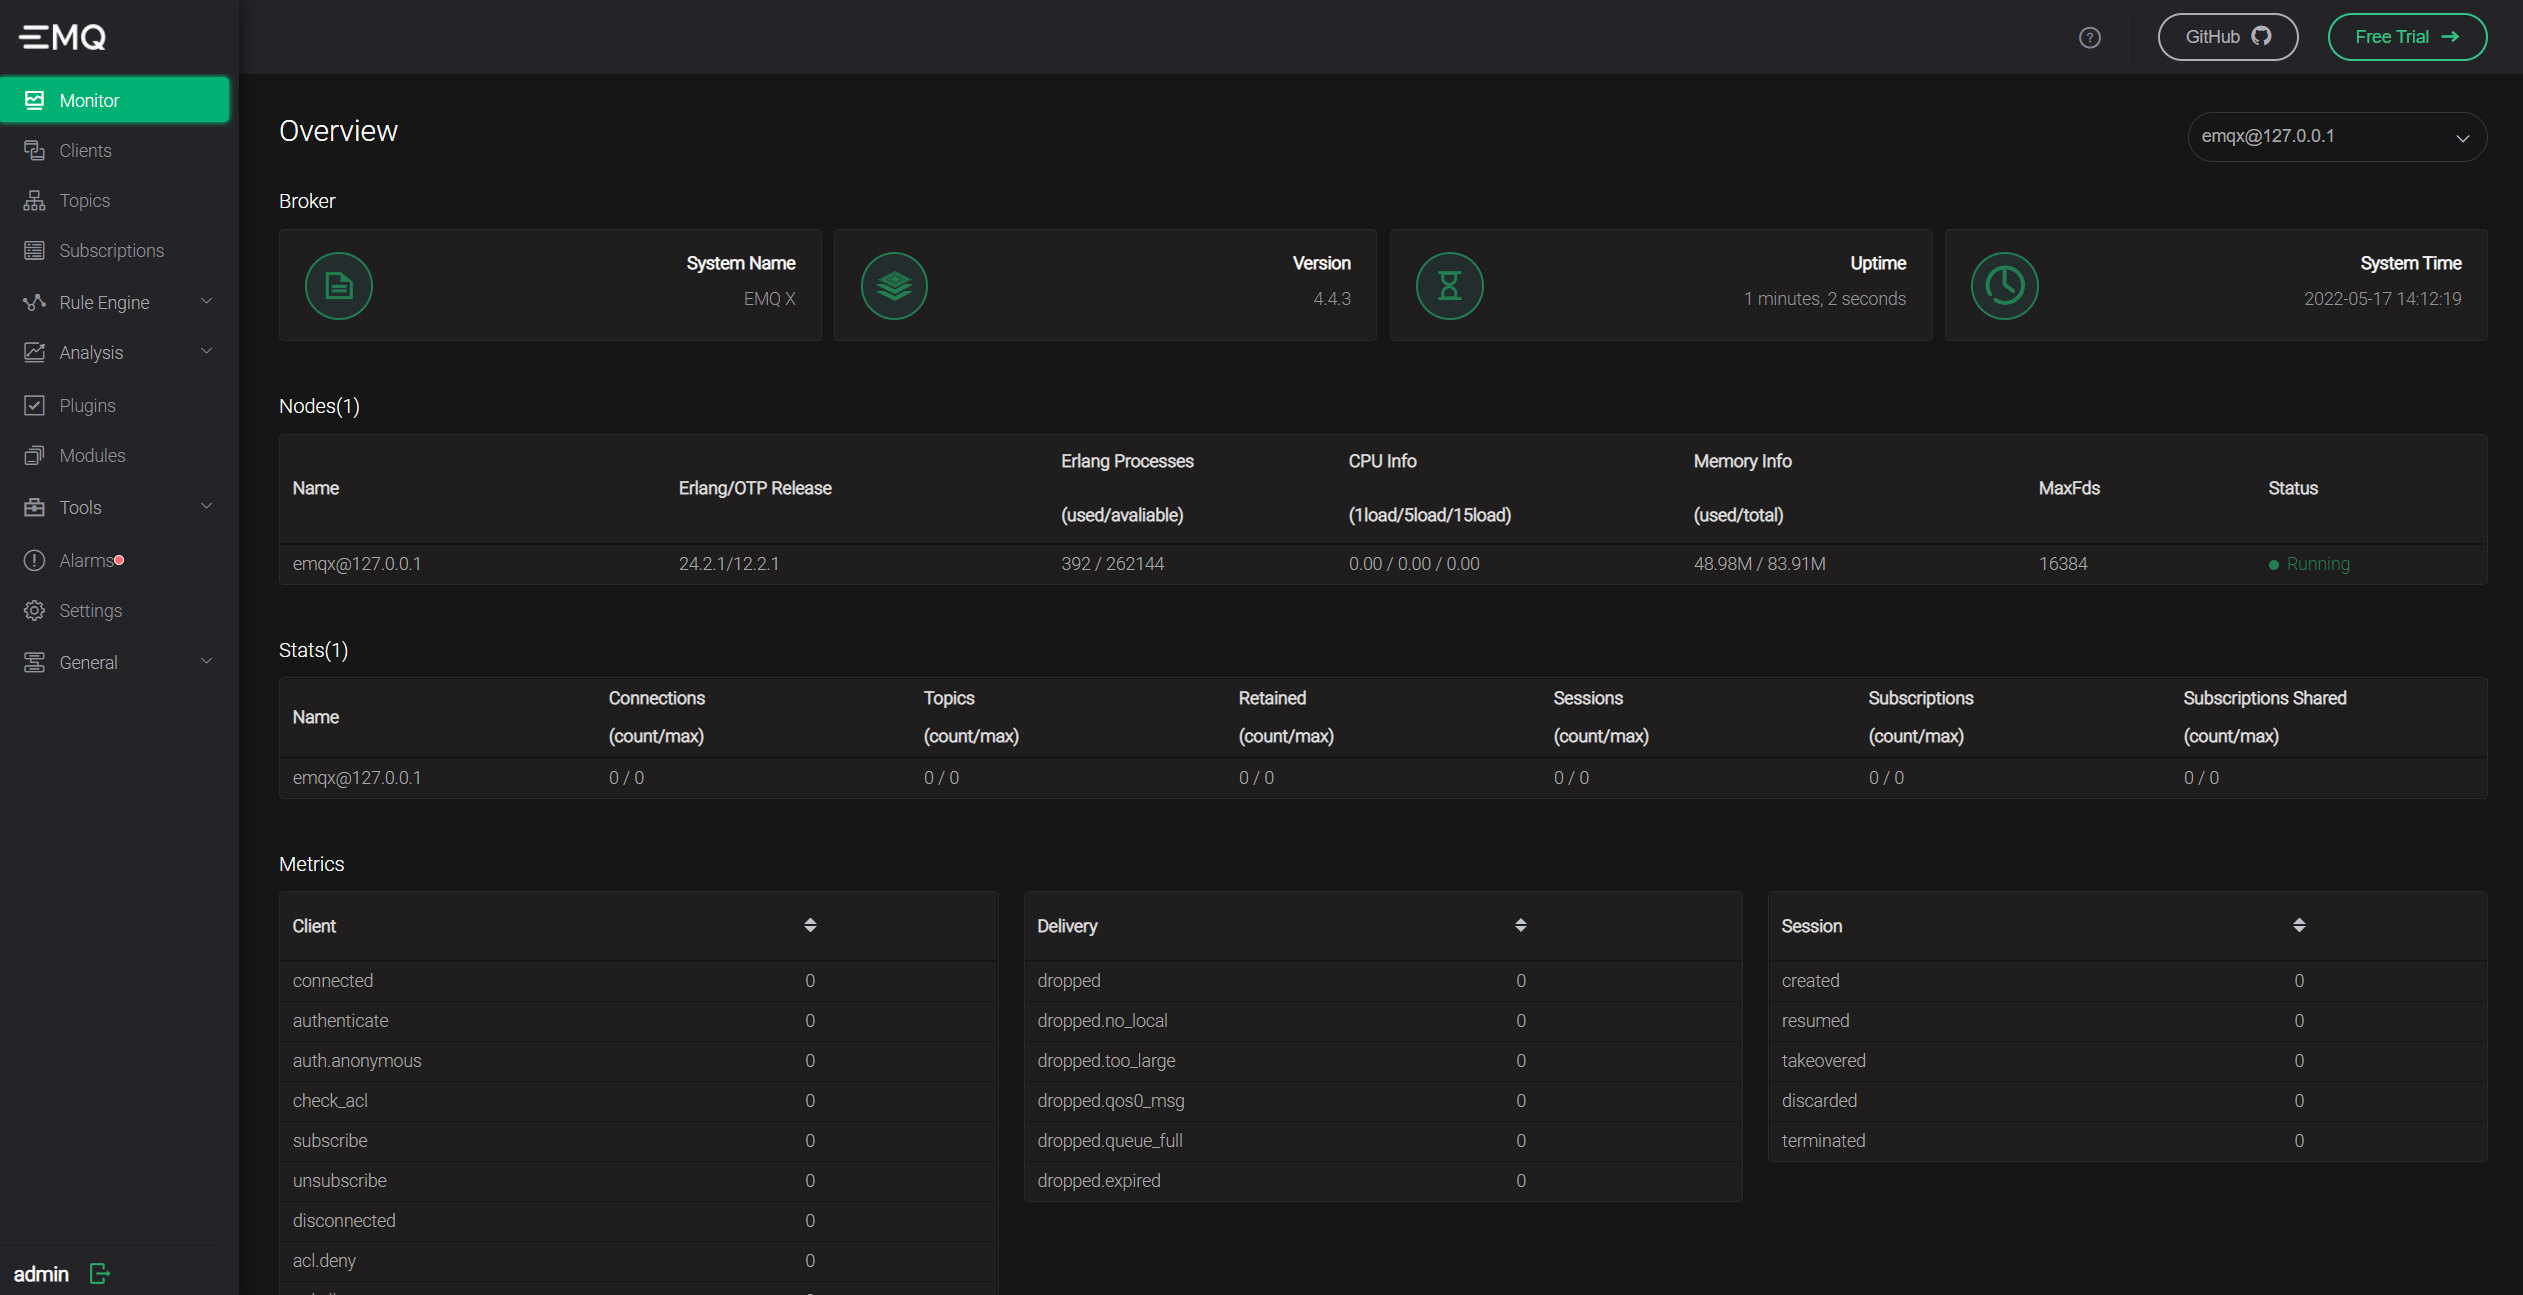 EMQ
GitHub
Free Trial
Monitor
Clients
Topics
Subscriptions
Rule Engine
Analysis
Plugins
Modules
Tools
Alarms
Settings
General
admin
Overview
emqx@127.0.0.1
Broker
System Name
EMQ X
Version
4.4.3
Uptime
1 minutes, 2 seconds
System Time
2022-05-17 14:12:19
Nodes(1)
Name Erlang/OTP Release Erlang Processes (used/avaliable) CPU Info (1load/5load/15load) Memory Info (used/total) MaxFds Status
emqx@127.0.0.1 24.2.1/12.2.1 392 / 262144 0.00 / 0.00 / 0.00 48.98M / 83.91M 16384 Running
Stats(1)
Name Connections (count/max) Topics (count/max) Retained (count/max) Sessions (count/max) Subscriptions (count/max) Subscriptions Shared (count/max)
emqx@127.0.0.1 0 / 0 0 / 0 0 / 0 0 / 0 0 / 0 0 / 0
Metrics
Client
connected 0
authenticate 0
auth.anonymous 0
check_acl 0
subscribe 0
unsubscribe 0
disconnected 0
acl.deny 0
Delivery
dropped 0
dropped.no_local 0
dropped.too_large 0
dropped.qos0_msg 0
dropped.queue_full 0
dropped.expired 0
Session
created 0
resumed 0
takeovered 0
discarded 0
terminated 0